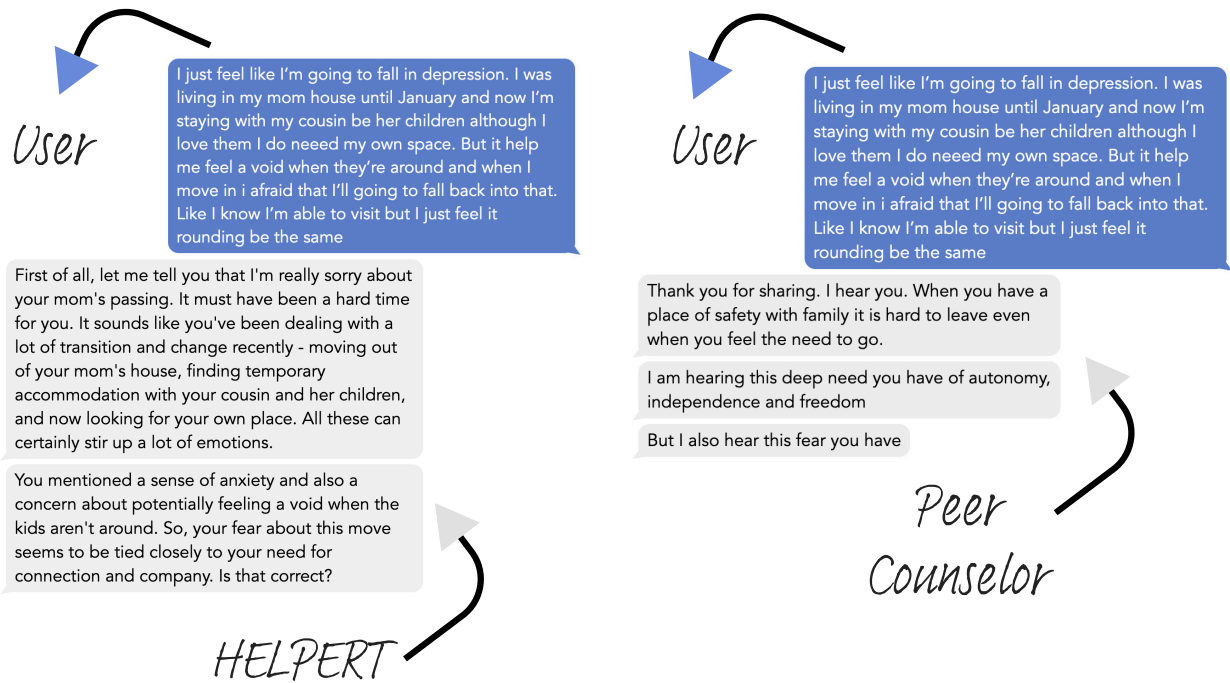 User
I just feel like I’m going to fall in depression. I was
living in my mom house until January and now I’m
staying with my cousin be her children although I
love them I do neeed my own space. But it help
me feel a void when they’re around and when I
move in i afraid that I’ll going to fall back into that.
Like I know I’m able to visit but I just feel it
rounding be the same
First of all, let me tell you that I'm really sorry about
your mom's passing. It must have been a hard time
for you. It sounds like you've been dealing with a
lot of transition and change recently - moving out
of your mom's house, finding temporary
accommodation with your cousin and her children,
and now looking for your own place. All these can
certainly stir up a lot of emotions.
You mentioned a sense of anxiety and also a
concern about potentially feeling a void when the
kids aren't around. So, your fear about this move
seems to be tied closely to your need for
connection and company. Is that correct?
HELPERT
User
I just feel like I’m going to fall in depression. I was
living in my mom house until January and now I’m
staying with my cousin be her children although I
love them I do neeed my own space. But it help
me feel a void when they’re around and when I
move in i afraid that I’ll going to fall back into that.
Like I know I’m able to visit but I just feel it
rounding be the same
Thank you for sharing. I hear you. When you have a
place of safety with family it is hard to leave even
when you feel the need to go.
I am hearing this deep need you have of autonomy,
independence and freedom
But I also hear this fear you have
Peer
Counselor